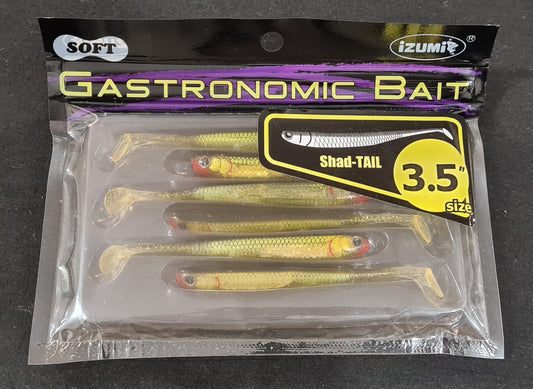 SOFT
iZUMi ®
GASTRONOMIC BAIT
Shad-TAIL
3.5"
size